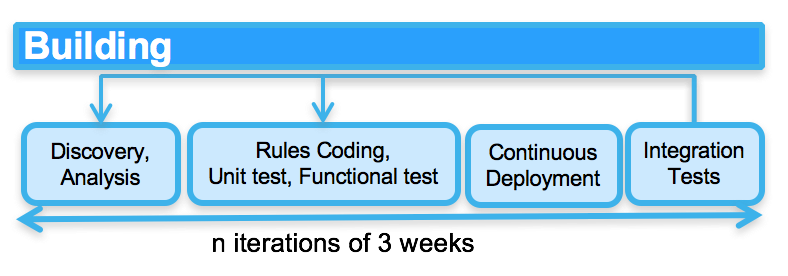 Building
Discovery,
Analysis
Rules Coding,
Unit test, Functional test
Continuous
Deployment
Integration
Tests
n iterations of 3 weeks